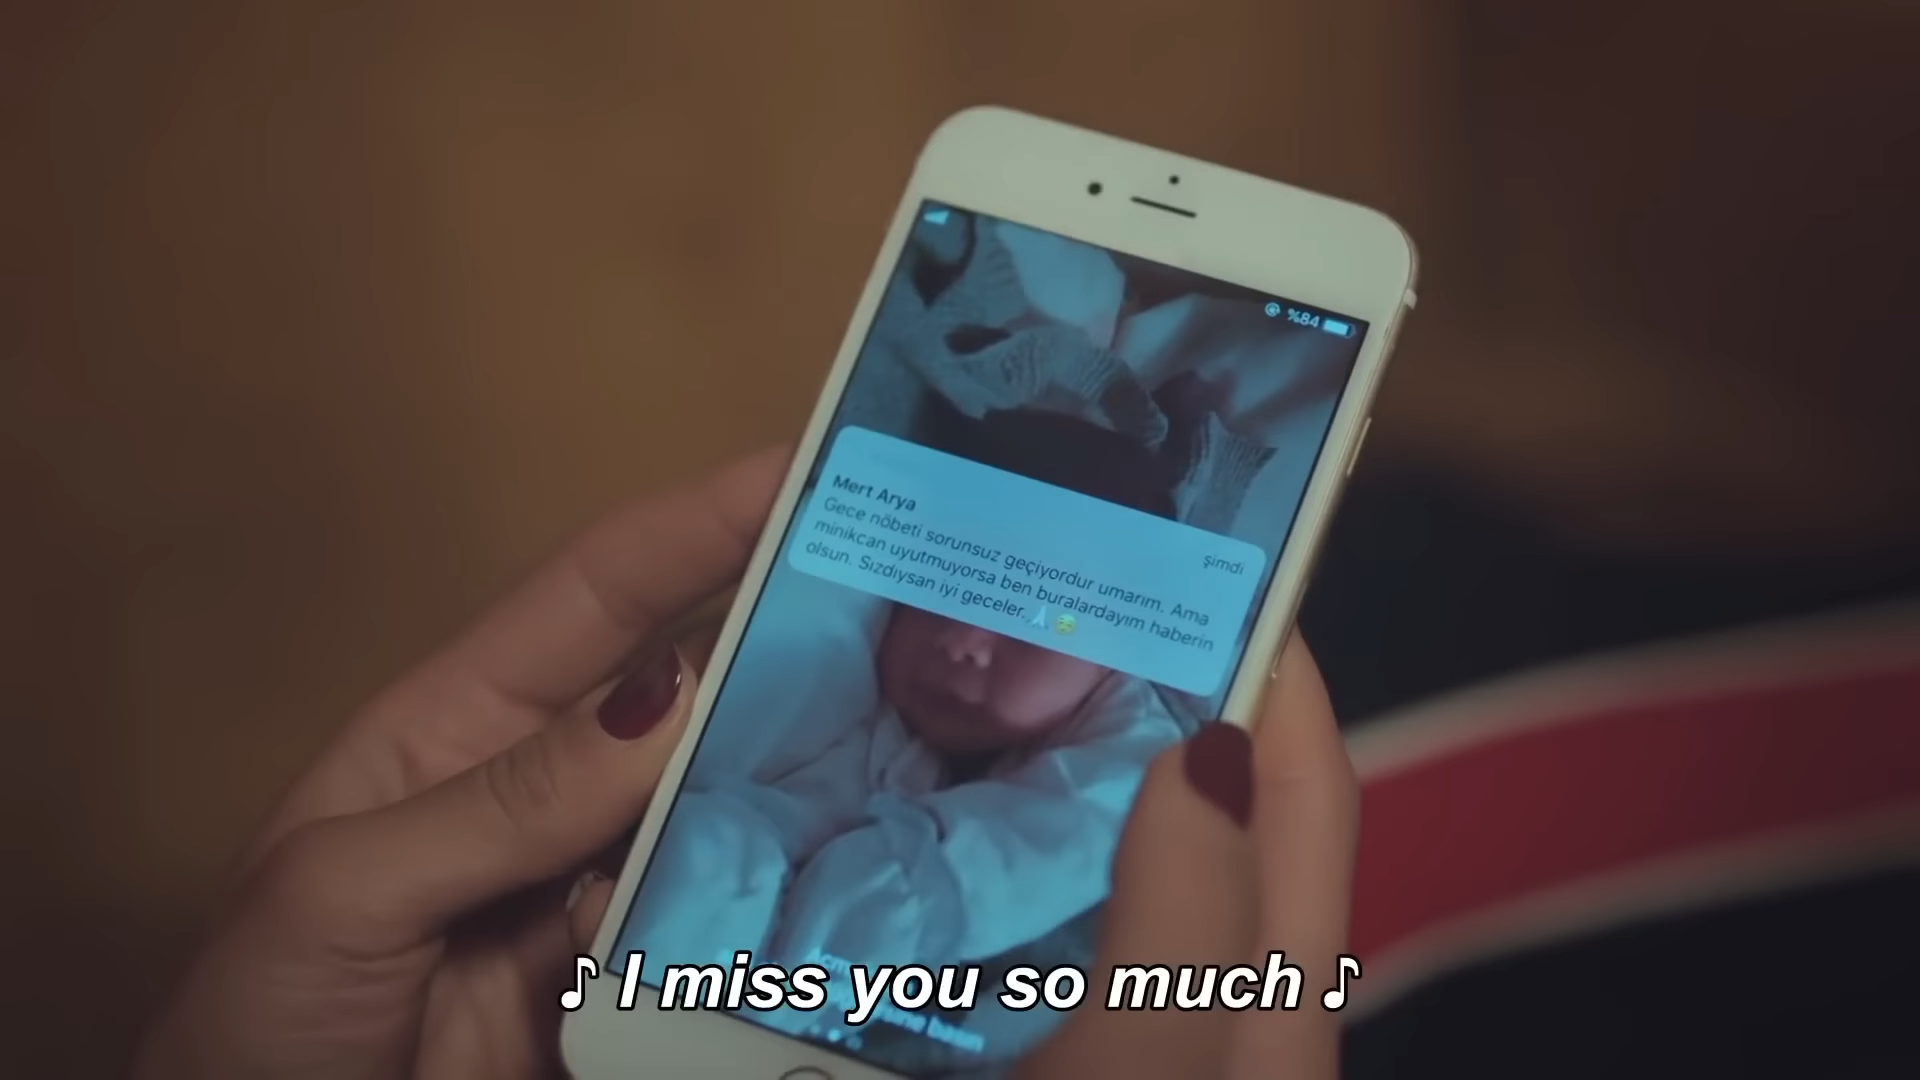 %84
Mert Arya
şimdi
Gece nöbeti sorunsuz geçiyordur umarım. Ama
minikcan uyutmuyorsa ben buralardayım haberin
olsun. Sızdıysan iyi geceler. 🙏😑
♪ I miss you so much ♪
basın